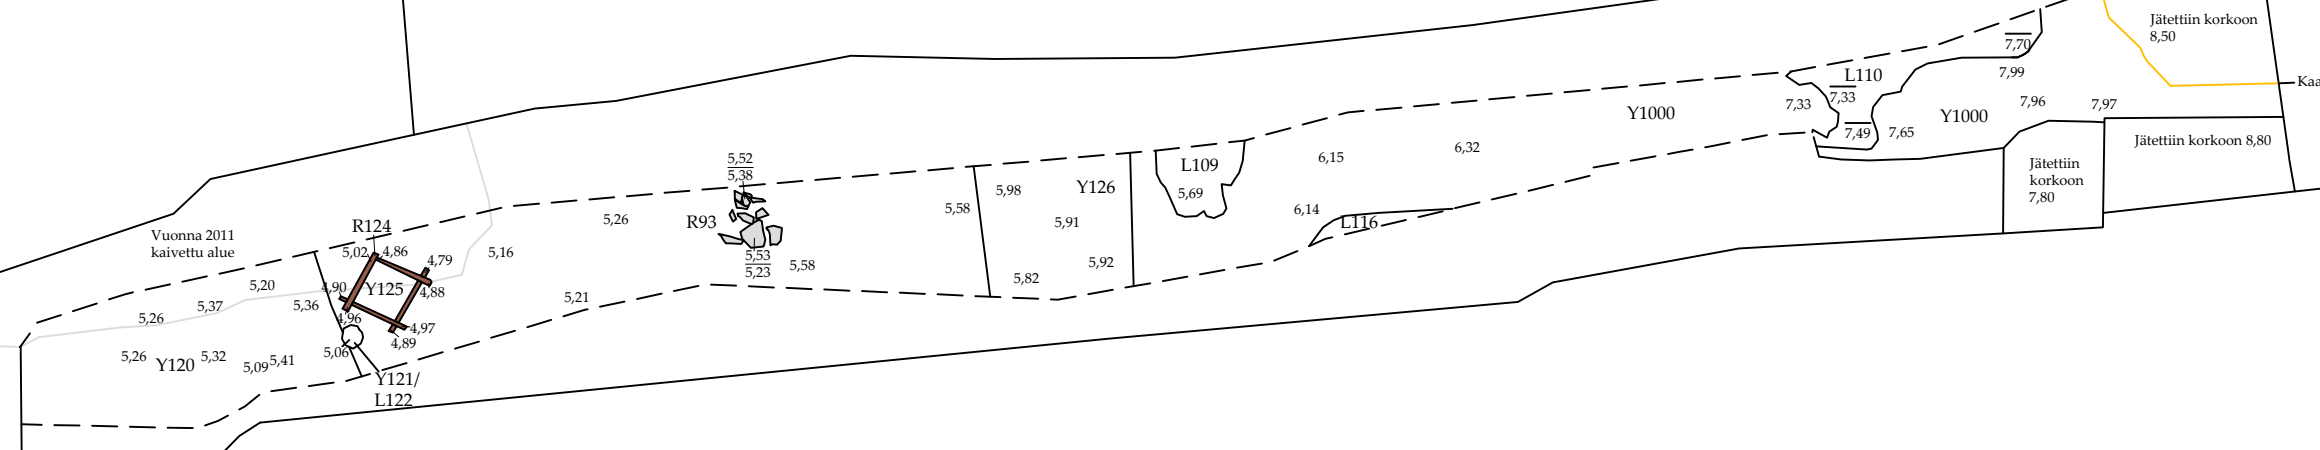 Jätettiin korkoon
8,50
7,70
7,99
Kaa
L110
7,33
7,33
7,96
7,97
Y1000
Y1000
7,49
7,65
Jätettiin korkoon 8,80
Jätettiin
korkoon
7,80
5,52
5,38
L109
5,69
6,15
6,32
5,98
Y126
5,58
5,91
6,14
L116
5,92
5,82
5,26
R93
5,53
5,23
5,58
5,16
5,21
Vuonna 2011
kaivettu alue
R124
5,02
4,86
4,79
4,90
Y125
4,88
4,96
4,97
4,89
5,06
5,20
5,37
5,36
5,26
5,26
Y120
5,32
5,09
5,41
Y121/
L122